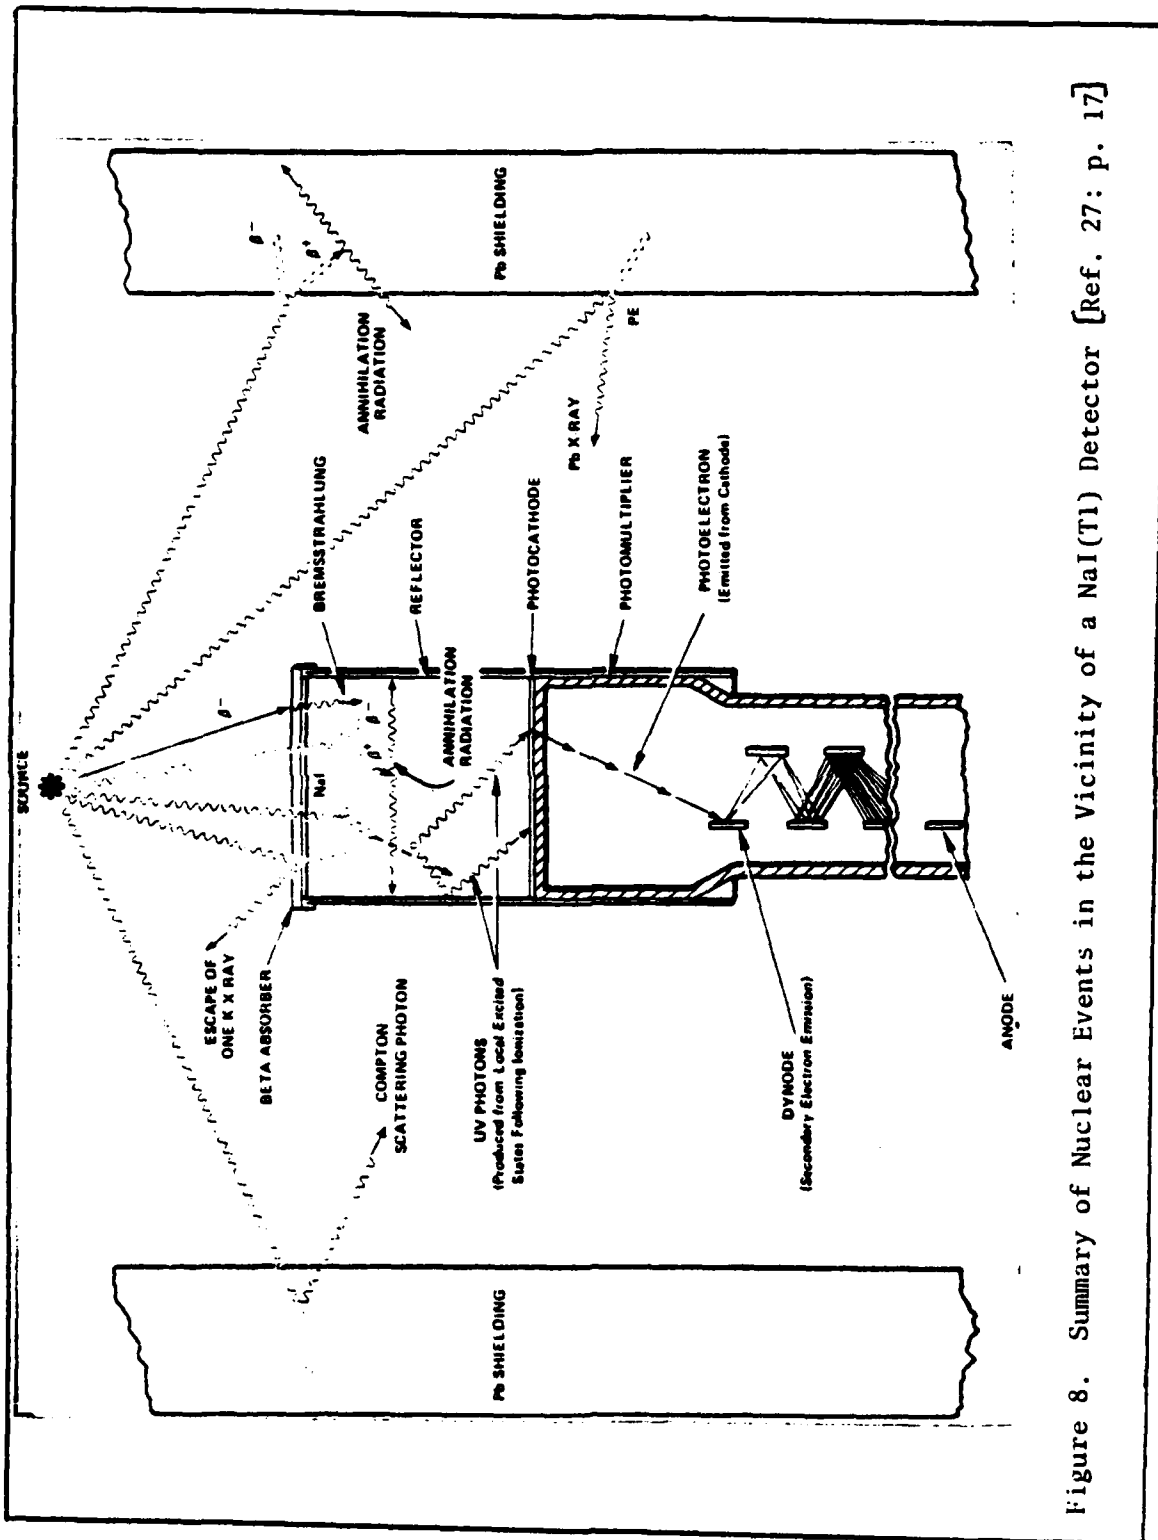 SOURCE
β⁻
BREMSSTRAHLUNG
REFLECTOR
NaI
β⁺
β⁻
ANNIHILATION
RADIATION
PHOTOCATHODE
PHOTOMULTIPLIER
PHOTOELECTRON
(Emitted from Cathode)
ESCAPE OF
ONE K X RAY
BETA ABSORBER
COMPTON
SCATTERING PHOTON
UV PHOTONS
(Produced from Local Excited
States Following Ionization)
DYNODE
(Secondary Electron Emission)
ANODE
β⁻
β⁺
ANNIHILATION
RADIATION
Pb X RAY
PE
Pb SHIELDING
Pb SHIELDING
Figure 8. Summary of Nuclear Events in the Vicinity of a NaI(Tl) Detector [Ref. 27: p. 17]